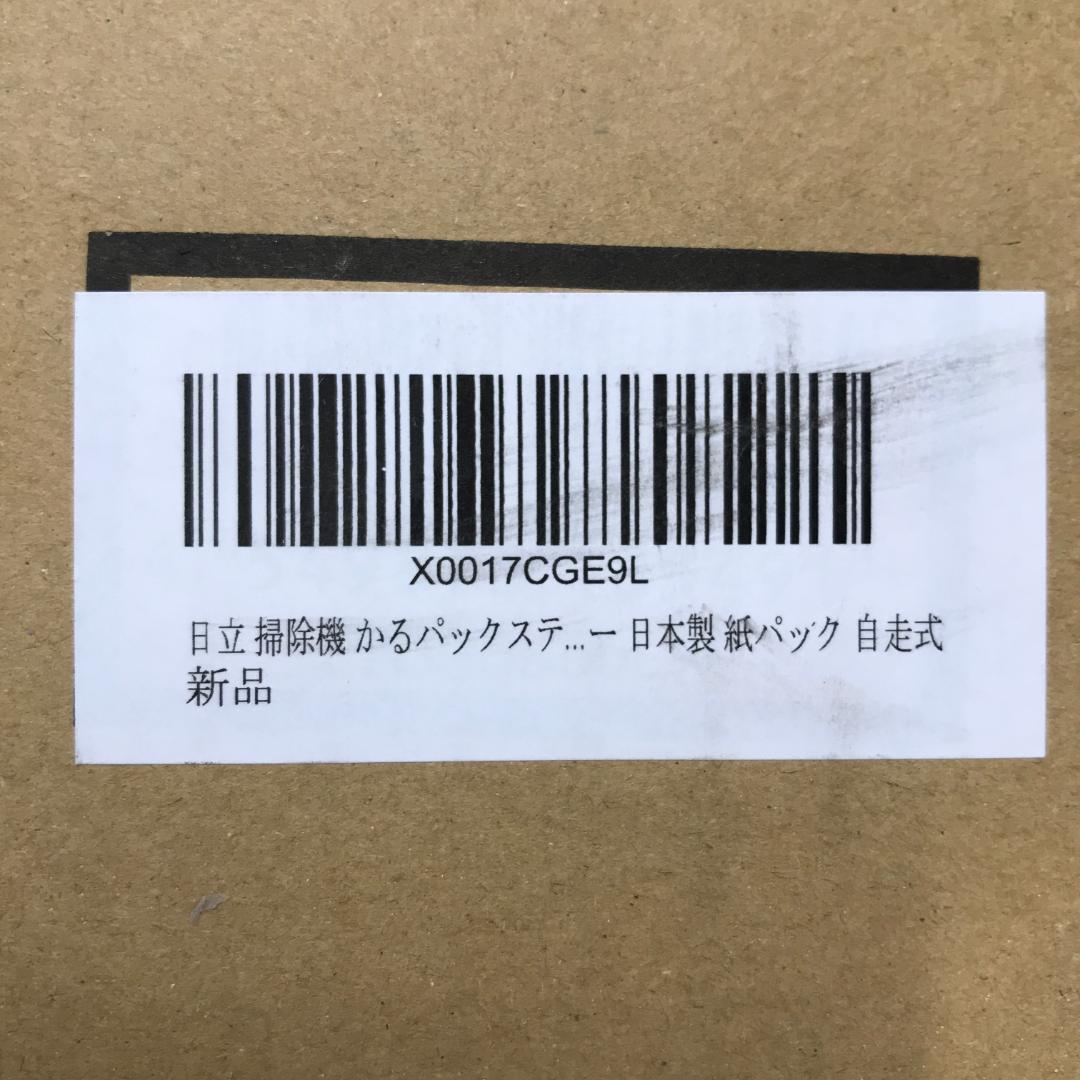 X0017CGE9L
日立 掃除機 かるパックステ...ー 日本製 紙パック 自走式
新品